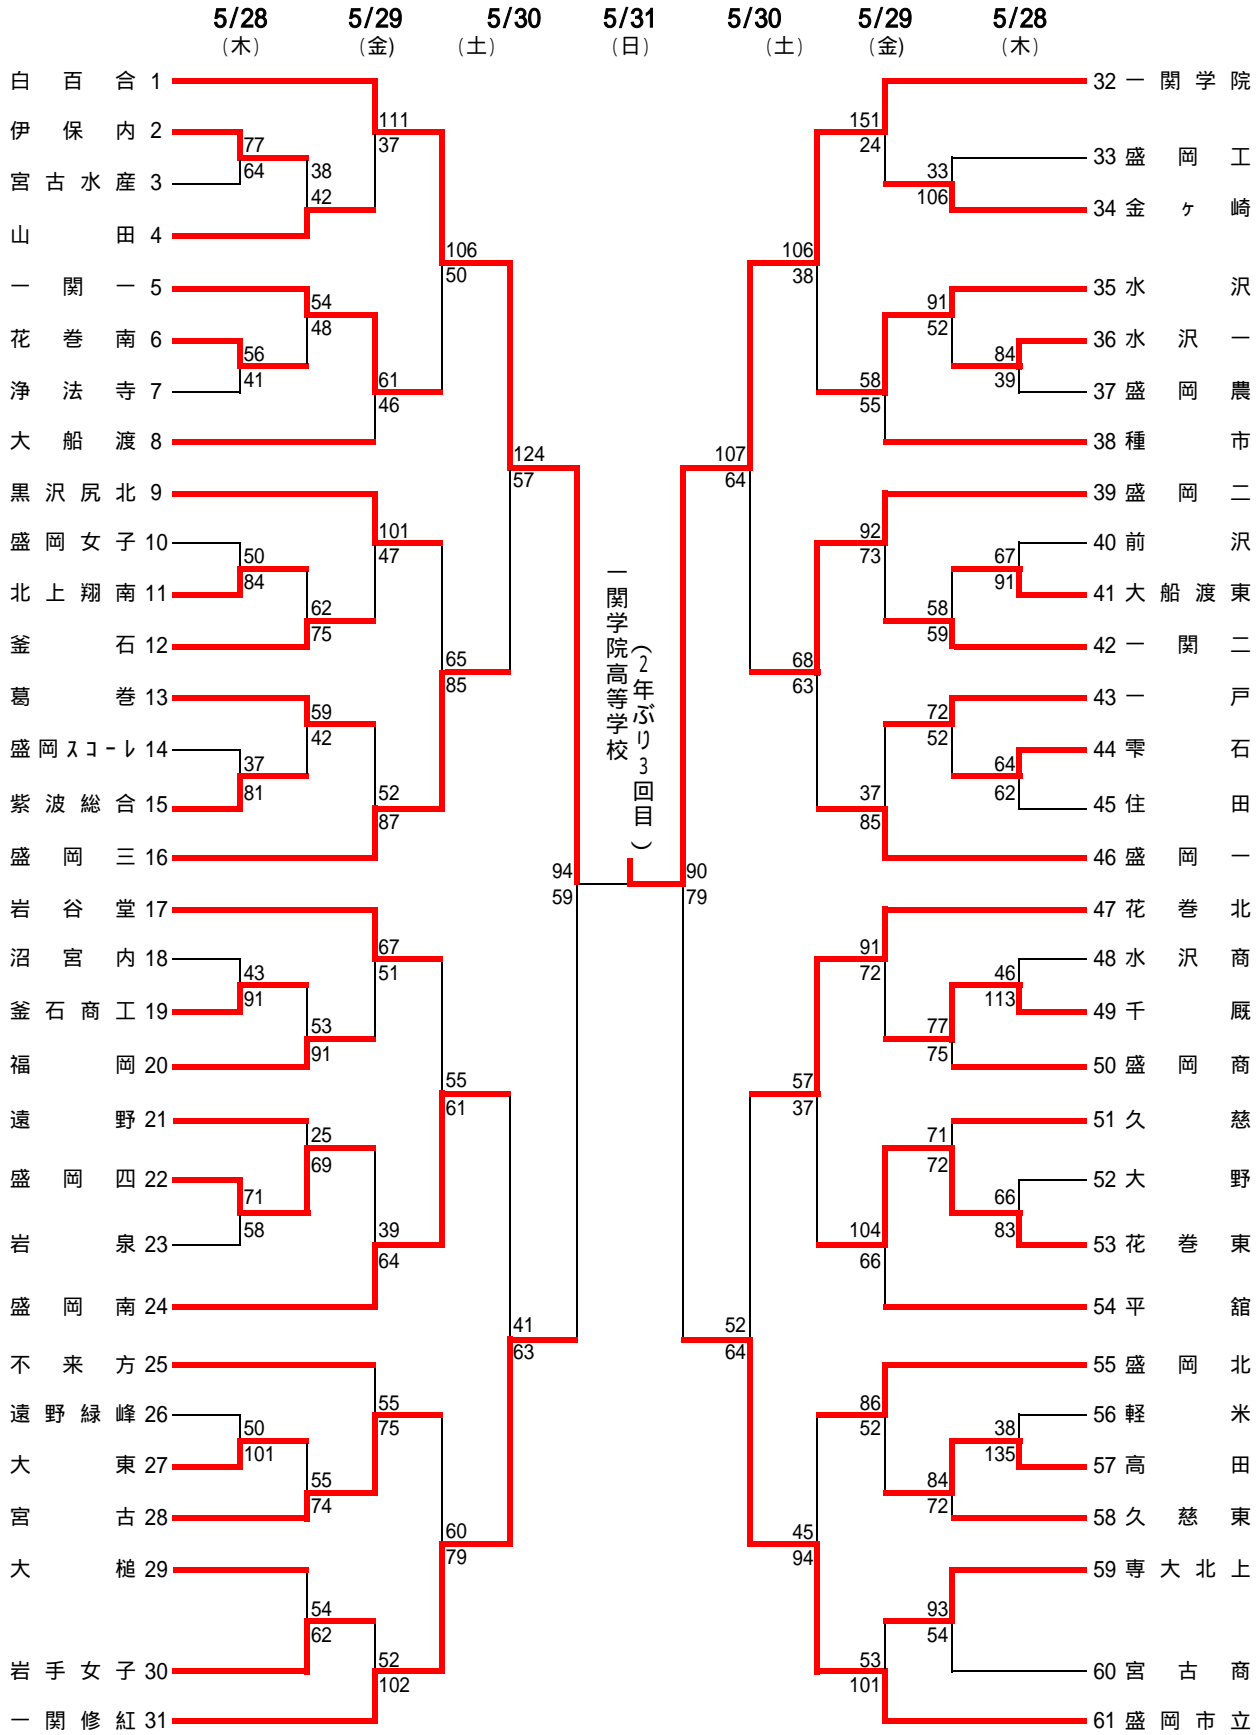 5/28 5/29 5/30 5/31 5/30 5/29 5/28
(木) (金) (土) (日) (土) (金) (木)
白百合 1
伊保内 2
宮古水産 3
山田 4
一関一 5
花巻南 6
浄法寺 7
大船渡 8
黒沢尻北 9
盛岡女子 10
北上翔南 11
釜石 12
葛巻 13
盛岡スコーレ 14
紫波総合 15
盛岡三 16
岩谷堂 17
沼宮内 18
釜石商工 19
福岡 20
遠野 21
盛岡四 22
岩泉 23
盛岡南 24
不来方 25
遠野緑峰 26
大東 27
宮古 28
大槌 29
岩手女子 30
一関修紅 31
77
64
56
41
50
84
37
81
43
91
71
58
50
101
38
42
54
48
62
75
59
42
53
91
25
69
55
74
54
62
111
37
61
46
101
47
52
87
67
51
39
64
55
75
52
102
106
50
65
85
55
61
60
79
124
57
41
63
94
59
一関学院高等学校
(2年ぶり3回目)
90
79
107
64
52
64
106
38
68
63
57
37
45
94
151
24
58
55
92
73
37
85
91
72
104
66
86
52
53
101
33
106
91
52
58
59
72
52
77
75
71
72
84
72
93
54
84
39
67
91
64
62
46
113
66
83
38
135
32 一関学院
33 盛岡工
34 金ヶ崎
35 水沢
36 水沢一
37 盛岡農
38 種市
39 盛岡二
40 前沢
41 大船渡東
42 一関二
43 一戸
44 雫石
45 住田
46 盛岡一
47 花巻北
48 水沢商
49 千厩
50 盛岡商
51 久慈
52 大野
53 花巻東
54 平舘
55 盛岡北
56 軽米
57 高田
58 久慈東
59 専大北上
60 宮古商
61 盛岡市立